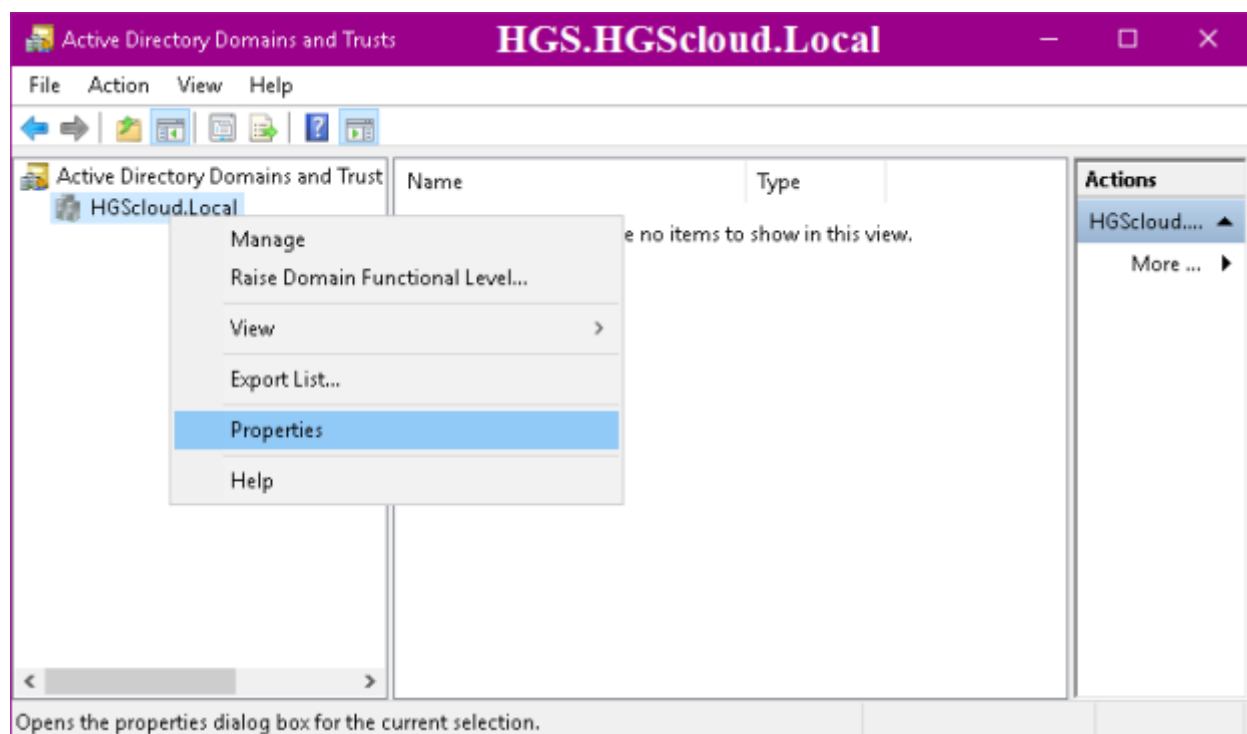 Active Directory Domains and Trusts
HGS.HGScloud.Local
File Action View Help
Active Directory Domains and Trust
HGScloud.Local
Name Type
e no items to show in this view.
Manage
Raise Domain Functional Level...
View
Export List...
Properties
Help
Actions
HGScloud....
More ...
Opens the properties dialog box for the current selection.